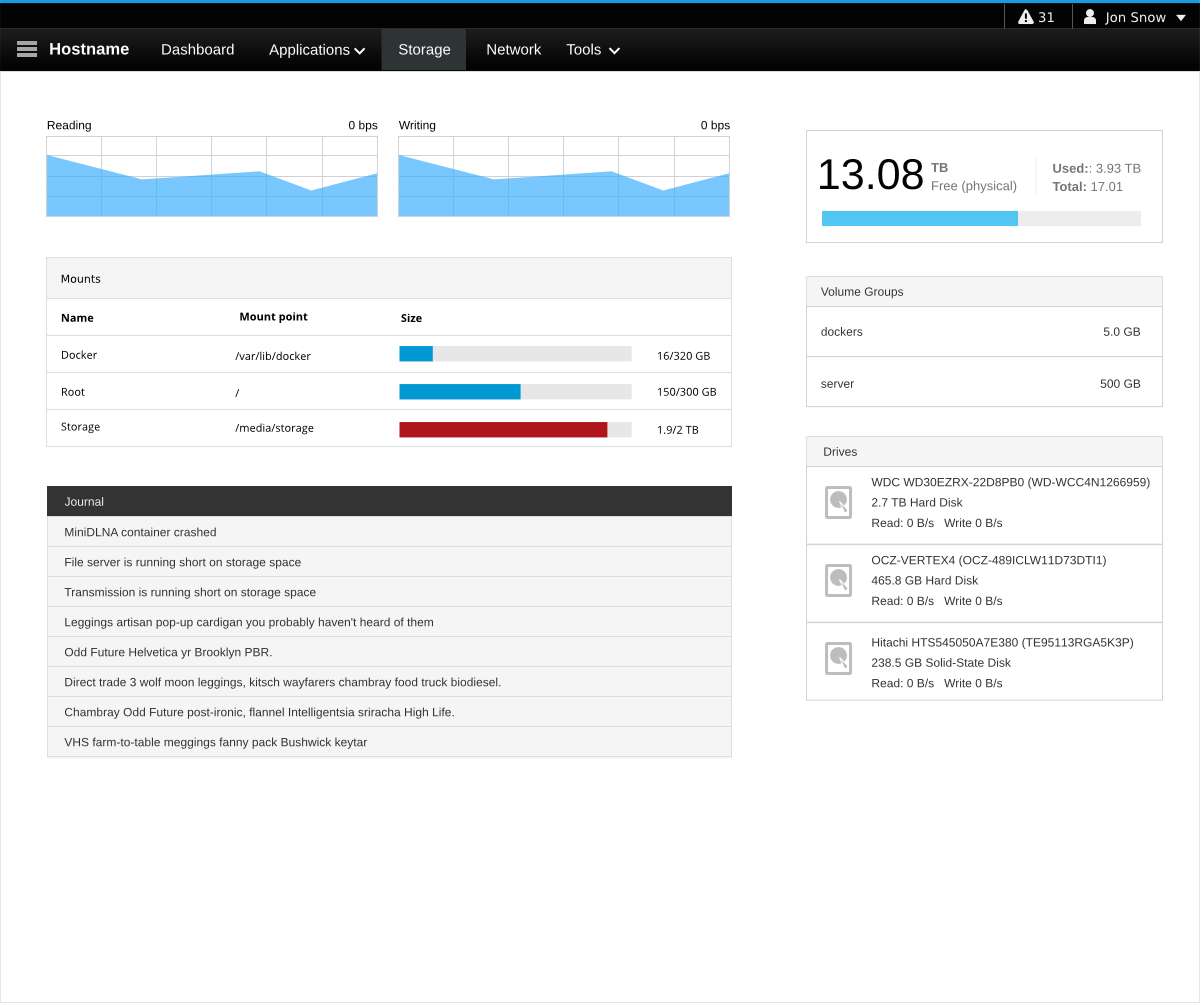 31 Jon Snow
Hostname Dashboard Applications Storage Network Tools
Reading 0 bps Writing 0 bps
13.08 TB
Free (physical)
Used:: 3.93 TB
Total: 17.01
Mounts
Name Mount point Size
Docker /var/lib/docker 16/320 GB
Root / 150/300 GB
Storage /media/storage 1.9/2 TB
Volume Groups
dockers 5.0 GB
server 500 GB
Journal
MiniDLNA container crashed
File server is running short on storage space
Transmission is running short on storage space
Leggings artisan pop-up cardigan you probably haven't heard of them
Odd Future Helvetica yr Brooklyn PBR.
Direct trade 3 wolf moon leggings, kitsch wayfarers chambray food truck biodiesel.
Chambray Odd Future post-ironic, flannel Intelligentsia sriracha High Life.
VHS farm-to-table meggings fanny pack Bushwick keytar
Drives
WDC WD30EZRX-22D8PB0 (WD-WCC4N1266959)
2.7 TB Hard Disk
Read: 0 B/s Write 0 B/s
OCZ-VERTEX4 (OCZ-489ICLW11D73DTI1)
465.8 GB Hard Disk
Read: 0 B/s Write 0 B/s
Hitachi HTS545050A7E380 (TE95113RGA5K3P)
238.5 GB Solid-State Disk
Read: 0 B/s Write 0 B/s